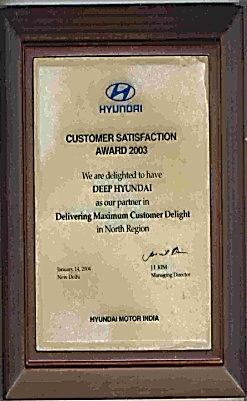 HYUNDAI
CUSTOMER SATISFACTION
AWARD 2003
We are delighted to have
DEEP HYUNDAI
as our partner in
Delivering Maximum Customer Delight
in North Region
January 14, 2004
New Delhi
J I KIM
Managing Director
HYUNDAI MOTOR INDIA